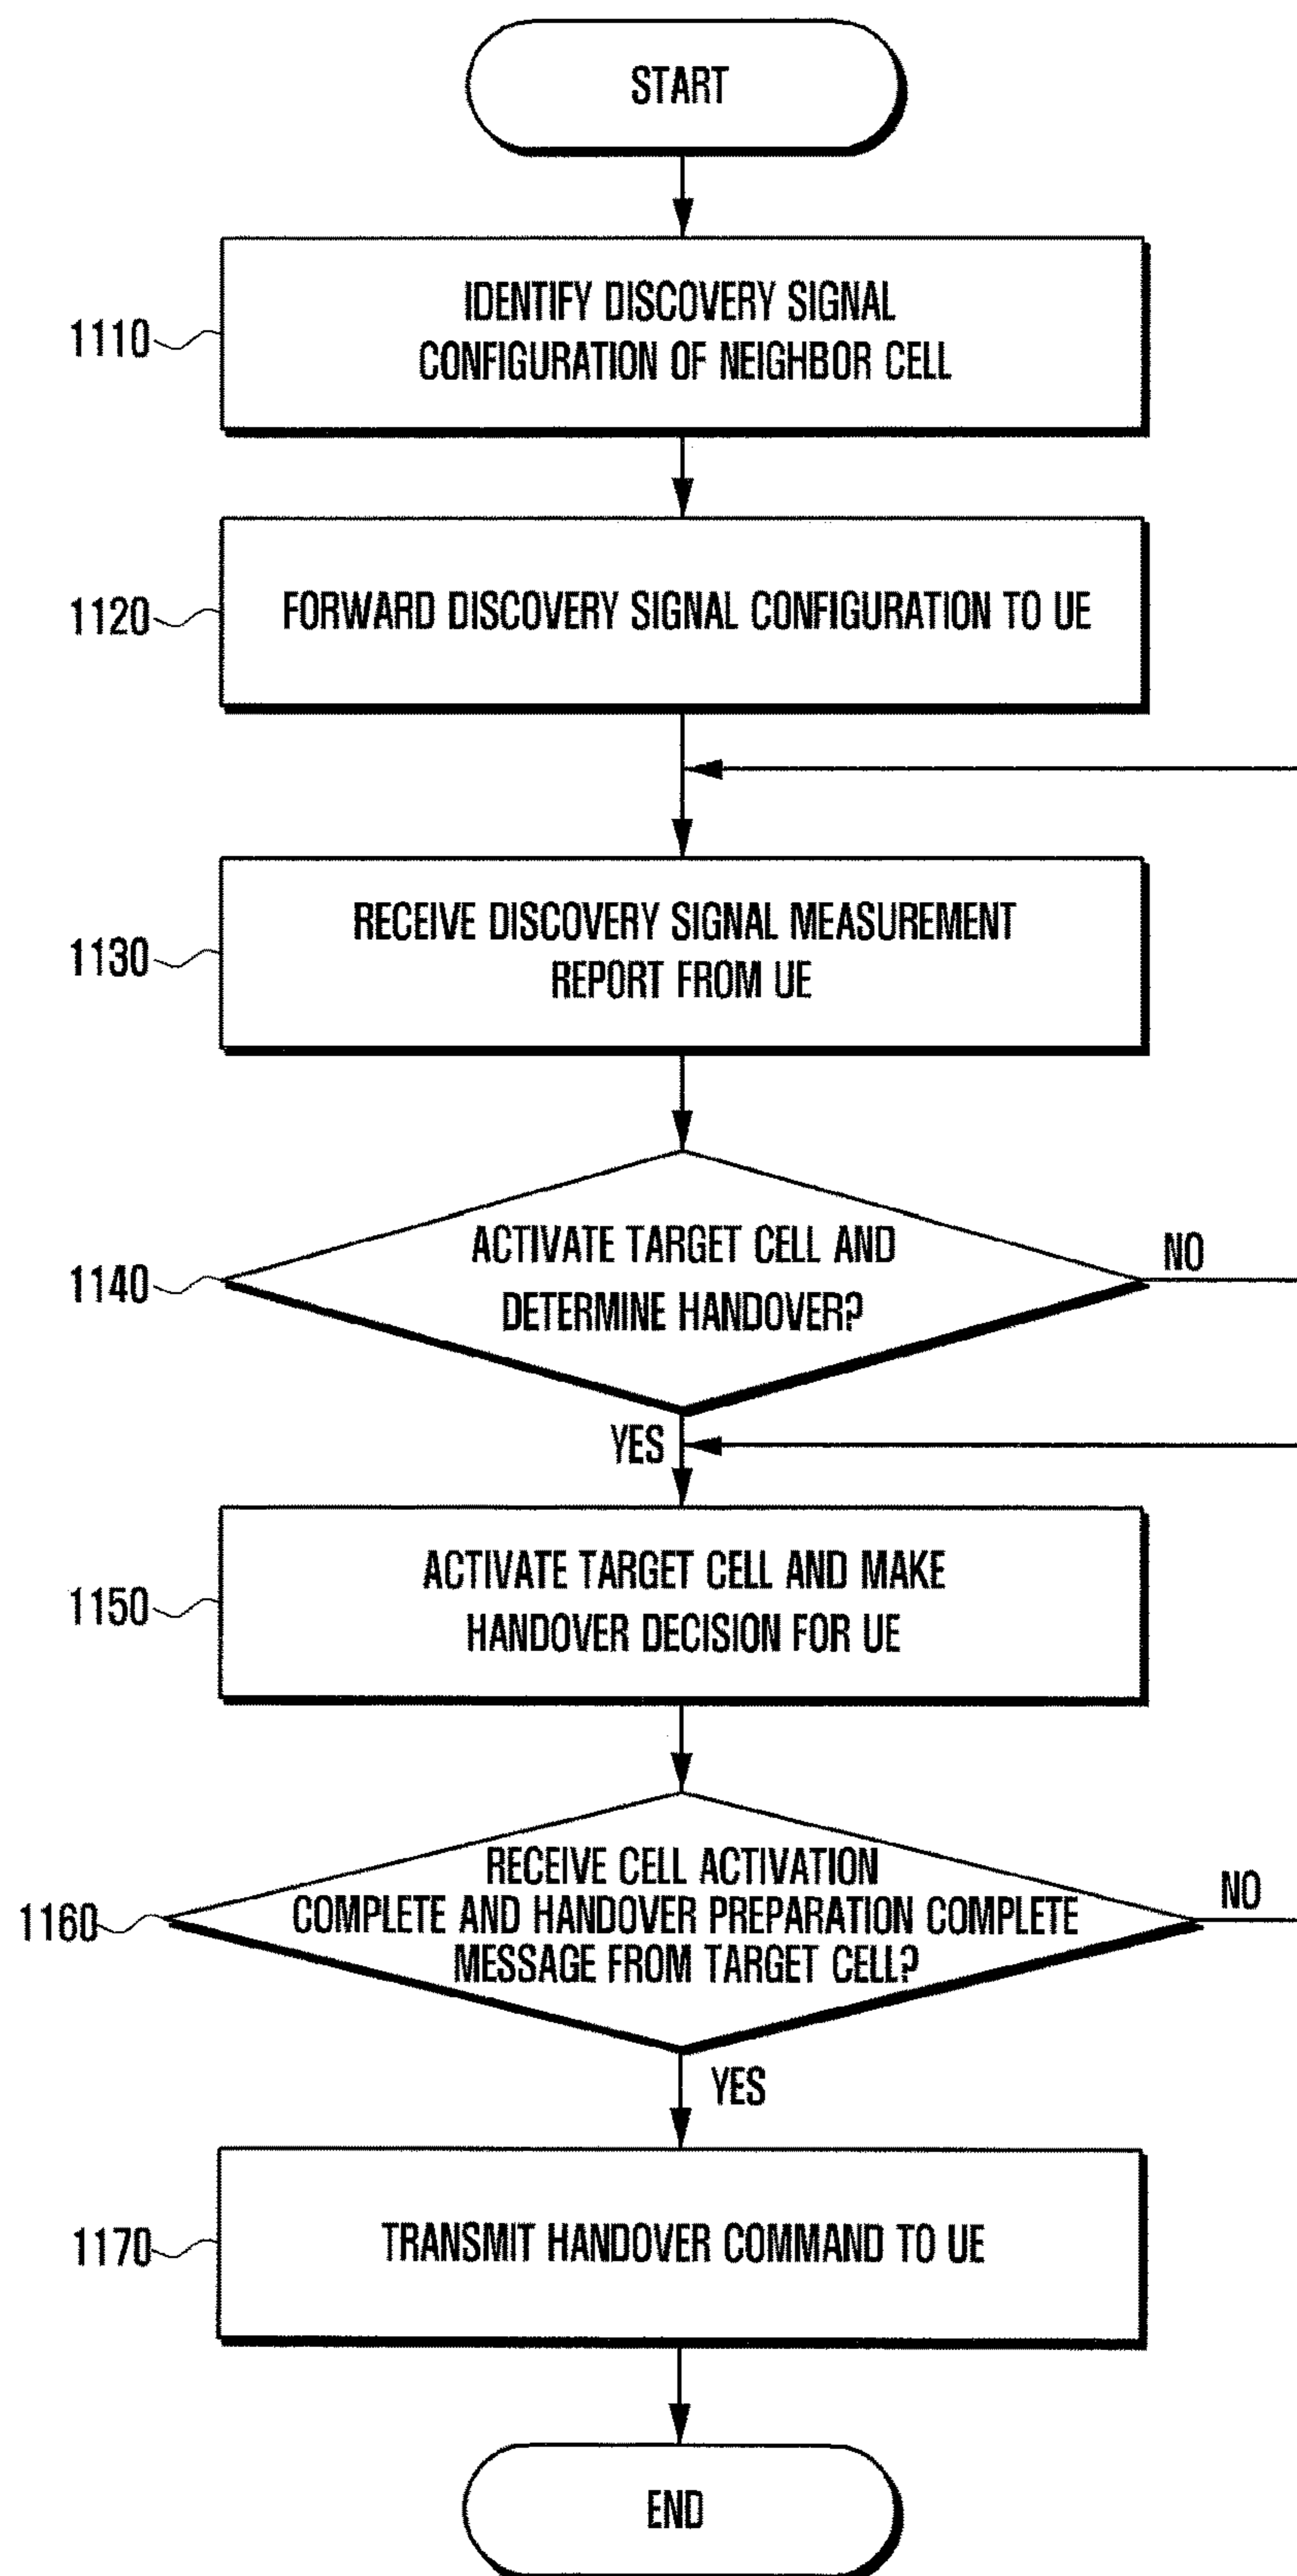 START
1110
IDENTIFY DISCOVERY SIGNAL
CONFIGURATION OF NEIGHBOR CELL
1120
FORWARD DISCOVERY SIGNAL CONFIGURATION TO UE
1130
RECEIVE DISCOVERY SIGNAL MEASUREMENT
REPORT FROM UE
1140
ACTIVATE TARGET CELL AND
DETERMINE HANDOVER?
NO
YES
1150
ACTIVATE TARGET CELL AND MAKE
HANDOVER DECISION FOR UE
1160
RECEIVE CELL ACTIVATION
COMPLETE AND HANDOVER PREPARATION COMPLETE
MESSAGE FROM TARGET CELL?
NO
YES
1170
TRANSMIT HANDOVER COMMAND TO UE
END